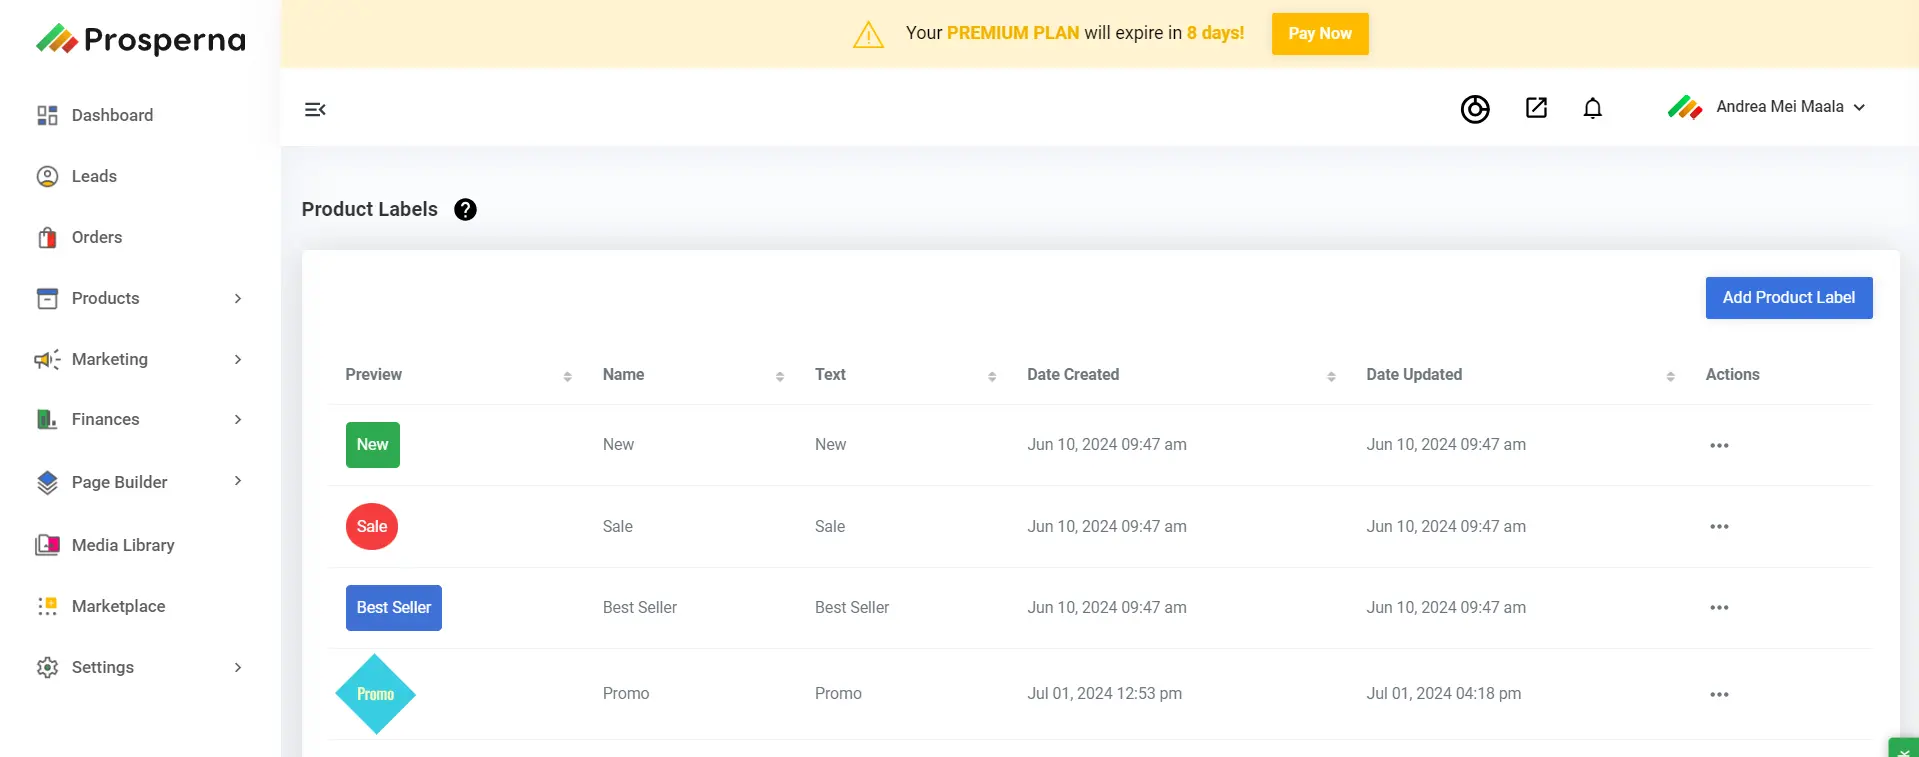 Prosperna
Your PREMIUM PLAN will expire in 8 days!
Pay Now
Andrea Mei Maala
Dashboard
Leads
Orders
Products
Marketing
Finances
Page Builder
Media Library
Marketplace
Settings
Product Labels
Add Product Label
Preview Name Text Date Created Date Updated Actions
New New New Jun 10, 2024 09:47 am Jun 10, 2024 09:47 am
Sale Sale Sale Jun 10, 2024 09:47 am Jun 10, 2024 09:47 am
Best Seller Best Seller Best Seller Jun 10, 2024 09:47 am Jun 10, 2024 09:47 am
Promo Promo Promo Jul 01, 2024 12:53 pm Jul 01, 2024 04:18 pm